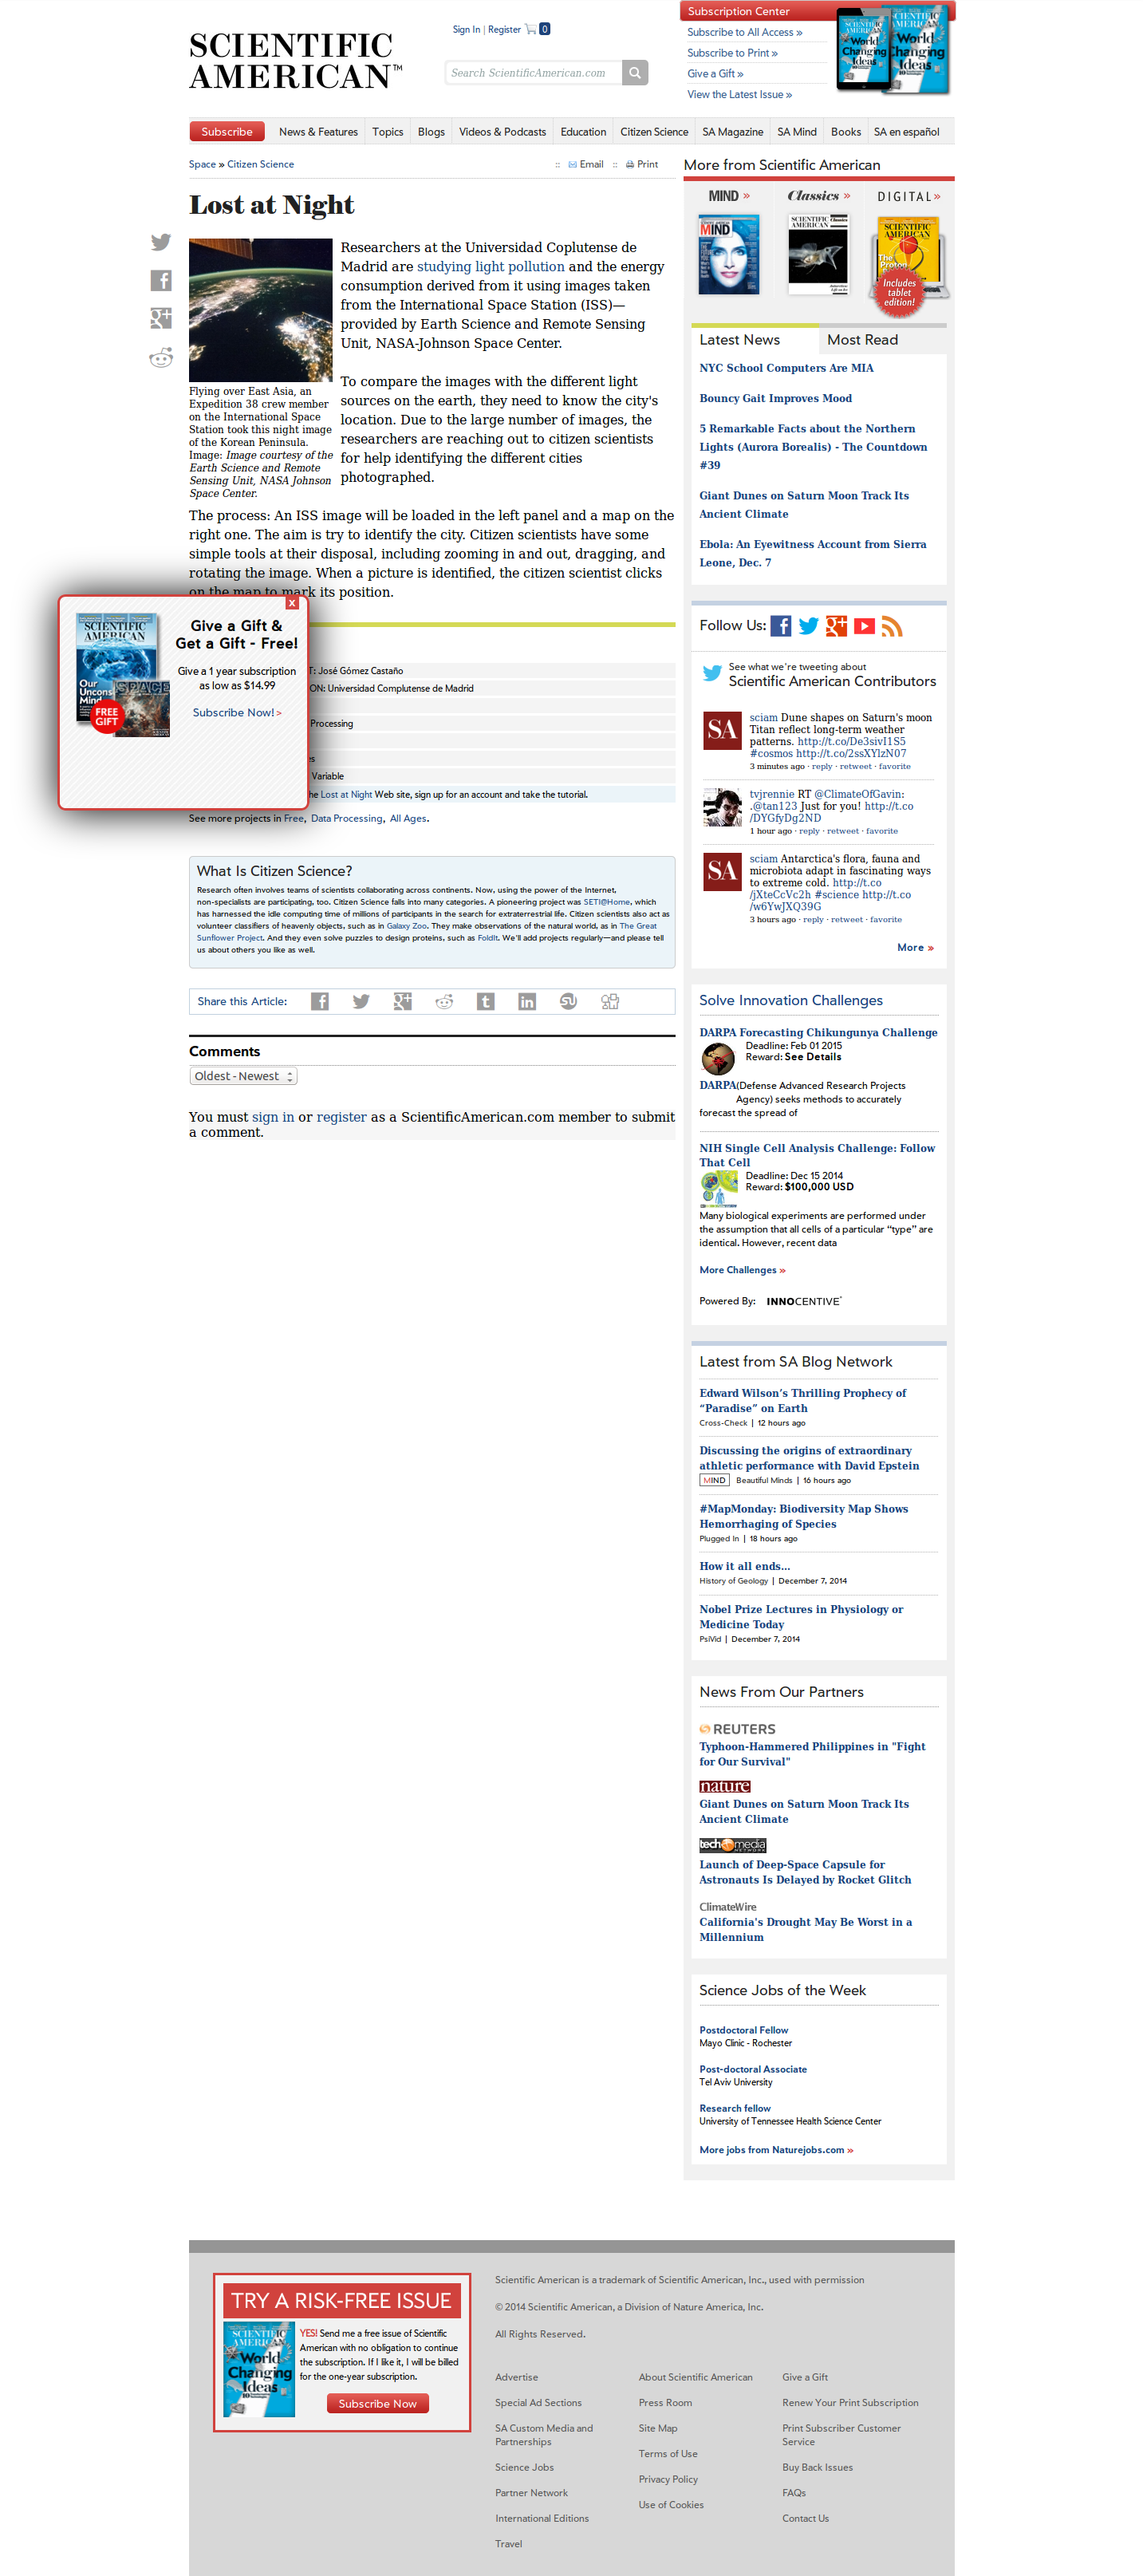 Subscription Center
Subscribe to All Access »
Subscribe to Print »
Give a Gift »
View the Latest Issue »
Sign In | Register 0
SCIENTIFIC
AMERICAN™
Search ScientificAmerican.com
Subscribe News & Features Topics Blogs Videos & Podcasts Education Citizen Science SA Magazine SA Mind Books SA en español
Space » Citizen Science
:: Email :: Print
Lost at Night
Researchers at the Universidad Coplutense de
Madrid are studying light pollution and the energy
consumption derived from it using images taken
from the International Space Station (ISS)—
provided by Earth Science and Remote Sensing
Unit, NASA-Johnson Space Center.
To compare the images with the different light
sources on the earth, they need to know the city's
location. Due to the large number of images, the
researchers are reaching out to citizen scientists
for help identifying the different cities
photographed.
Flying over East Asia, an
Expedition 38 crew member
on the International Space
Station took this night image
of the Korean Peninsula.
Image: Image courtesy of the
Earth Science and Remote
Sensing Unit, NASA Johnson
Space Center.
The process: An ISS image will be loaded in the left panel and a map on the
right one. The aim is try to identify the city. Citizen scientists have some
simple tools at their disposal, including zooming in and out, dragging, and
rotating the image. When a picture is identified, the citizen scientist clicks
on the map to mark its position.
x
SCIENTIFIC
AMERICAN
Our
Uncons
Mind
SPACE
FREE
GIFT
Give a Gift &
Get a Gift - Free!
Give a 1 year subscription
as low as $14.99
Subscribe Now! >
T: José Gómez Castaño
ON: Universidad Complutense de Madrid
Processing
es
Variable
he Lost at Night Web site, sign up for an account and take the tutorial.
See more projects in Free, Data Processing, All Ages.
What Is Citizen Science?
Research often involves teams of scientists collaborating across continents. Now, using the power of the Internet,
non-specialists are participating, too. Citizen Science falls into many categories. A pioneering project was SETI@Home, which
has harnessed the idle computing time of millions of participants in the search for extraterrestrial life. Citizen scientists also act as
volunteer classifiers of heavenly objects, such as in Galaxy Zoo. They make observations of the natural world, as in The Great
Sunflower Project. And they even solve puzzles to design proteins, such as FoldIt. We'll add projects regularly—and please tell
us about others you like as well.
Share this Article:
Comments
Oldest - Newest
You must sign in or register as a ScientificAmerican.com member to submit
a comment.
More from Scientific American
MIND » Classics » DIGITAL»
Includes
tablet
edition!
Latest News Most Read
NYC School Computers Are MIA
Bouncy Gait Improves Mood
5 Remarkable Facts about the Northern
Lights (Aurora Borealis) - The Countdown
#39
Giant Dunes on Saturn Moon Track Its
Ancient Climate
Ebola: An Eyewitness Account from Sierra
Leone, Dec. 7
Follow Us:
See what we're tweeting about
Scientific American Contributors
SA
sciam Dune shapes on Saturn's moon
Titan reflect long-term weather
patterns. http://t.co/De3sivI1S5
#cosmos http://t.co/2ssXYlzN07
3 minutes ago · reply · retweet · favorite
tvjrennie RT @ClimateOfGavin:
.@tan123 Just for you! http://t.co
/DYGfyDg2ND
1 hour ago · reply · retweet · favorite
SA
sciam Antarctica's flora, fauna and
microbiota adapt in fascinating ways
to extreme cold. http://t.co
/jXteCcVc2h #science http://t.co
/w6YwJXQ39G
3 hours ago · reply · retweet · favorite
More »
Solve Innovation Challenges
DARPA Forecasting Chikungunya Challenge
Deadline: Feb 01 2015
Reward: See Details
DARPA(Defense Advanced Research Projects
Agency) seeks methods to accurately
forecast the spread of
NIH Single Cell Analysis Challenge: Follow
That Cell
Deadline: Dec 15 2014
Reward: $100,000 USD
Many biological experiments are performed under
the assumption that all cells of a particular “type” are
identical. However, recent data
More Challenges »
Powered By: INNOCENTIVE
Latest from SA Blog Network
Edward Wilson’s Thrilling Prophecy of
“Paradise” on Earth
Cross-Check | 12 hours ago
Discussing the origins of extraordinary
athletic performance with David Epstein
MIND Beautiful Minds | 16 hours ago
#MapMonday: Biodiversity Map Shows
Hemorrhaging of Species
Plugged In | 18 hours ago
How it all ends…
History of Geology | December 7, 2014
Nobel Prize Lectures in Physiology or
Medicine Today
PsiVid | December 7, 2014
News From Our Partners
REUTERS
Typhoon-Hammered Philippines in "Fight
for Our Survival"
nature
Giant Dunes on Saturn Moon Track Its
Ancient Climate
techmedia
NETWORK
Launch of Deep-Space Capsule for
Astronauts Is Delayed by Rocket Glitch
ClimateWire
California's Drought May Be Worst in a
Millennium
Science Jobs of the Week
Postdoctoral Fellow
Mayo Clinic - Rochester
Post-doctoral Associate
Tel Aviv University
Research fellow
University of Tennessee Health Science Center
More jobs from Naturejobs.com »
TRY A RISK-FREE ISSUE
SCIENTIFIC
AMERICAN
World
Changing
Ideas
YES! Send me a free issue of Scientific
American with no obligation to continue
the subscription. If I like it, I will be billed
for the one-year subscription.
Subscribe Now
Scientific American is a trademark of Scientific American, Inc., used with permission
© 2014 Scientific American, a Division of Nature America, Inc.
All Rights Reserved.
Advertise
Special Ad Sections
SA Custom Media and
Partnerships
Science Jobs
Partner Network
International Editions
Travel
About Scientific American
Press Room
Site Map
Terms of Use
Privacy Policy
Use of Cookies
Give a Gift
Renew Your Print Subscription
Print Subscriber Customer
Service
Buy Back Issues
FAQs
Contact Us